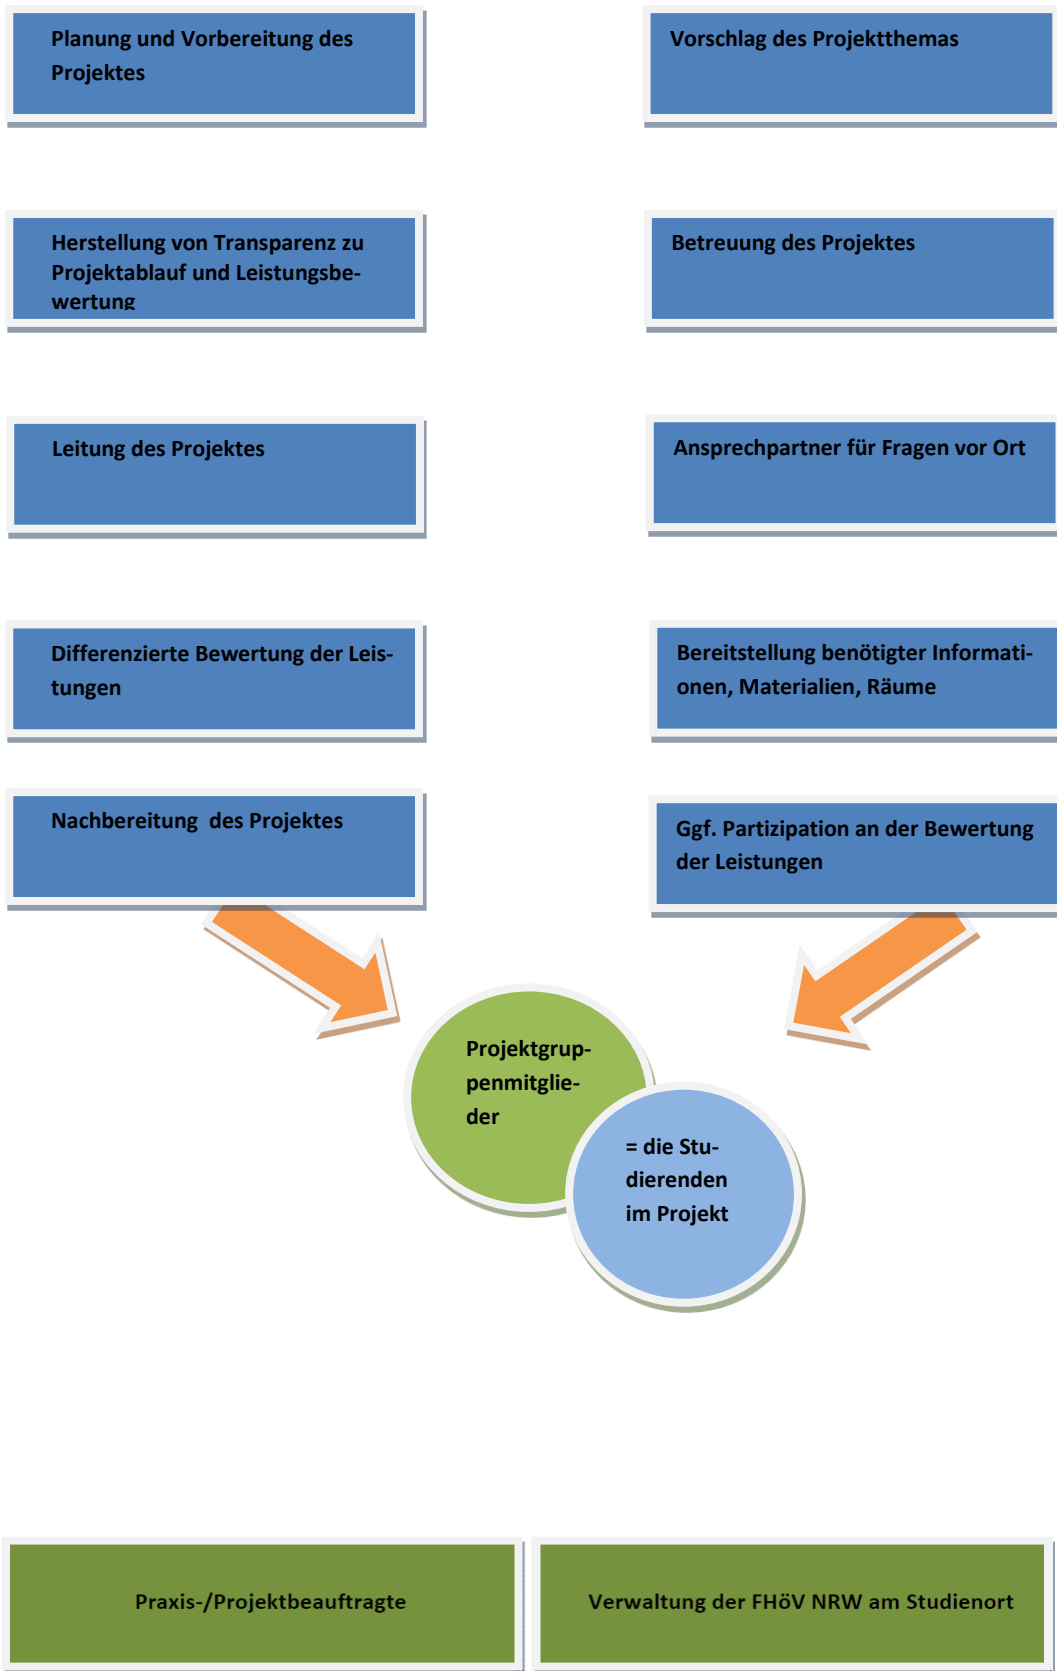 Planung und Vorbereitung des
Projektes
Vorschlag des Projektthemas
Herstellung von Transparenz zu
Projektablauf und Leistungsbe-
wertung
Betreuung des Projektes
Leitung des Projektes
Ansprechpartner für Fragen vor Ort
Differenzierte Bewertung der Leis-
tungen
Bereitstellung benötigter Informati-
onen, Materialien, Räume
Nachbereitung des Projektes
Ggf. Partizipation an der Bewertung
der Leistungen
Projektgrup-
penmitglie-
der
= die Stu-
dierenden
im Projekt
Praxis-/Projektbeauftragte
Verwaltung der FHöV NRW am Studienort